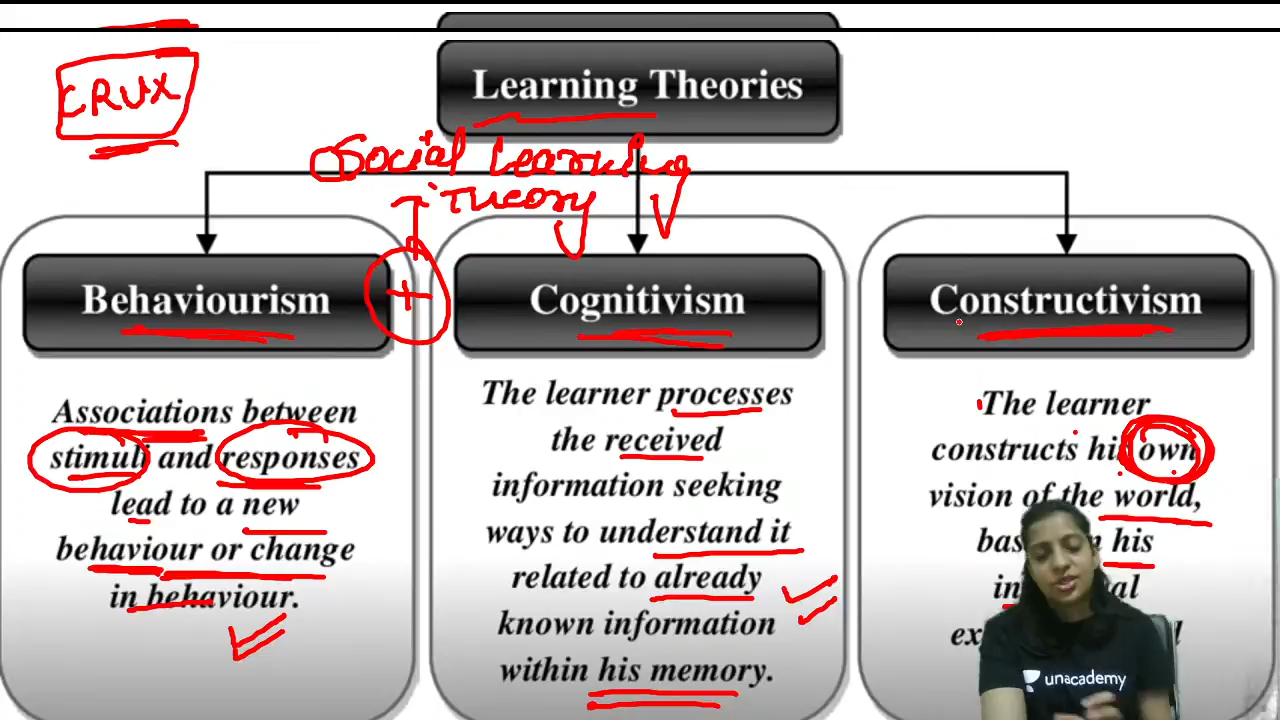 CRUX
Learning Theories
Social Learning
Theory
Behaviourism
+
Cognitivism
Constructivism
Associations between
stimuli and responses
lead to a new
behaviour or change
in behaviour.
The learner processes
the received
information seeking
ways to understand it
related to already
known information
within his memory.
The learner
constructs his own
vision of the world,
his
unacademy